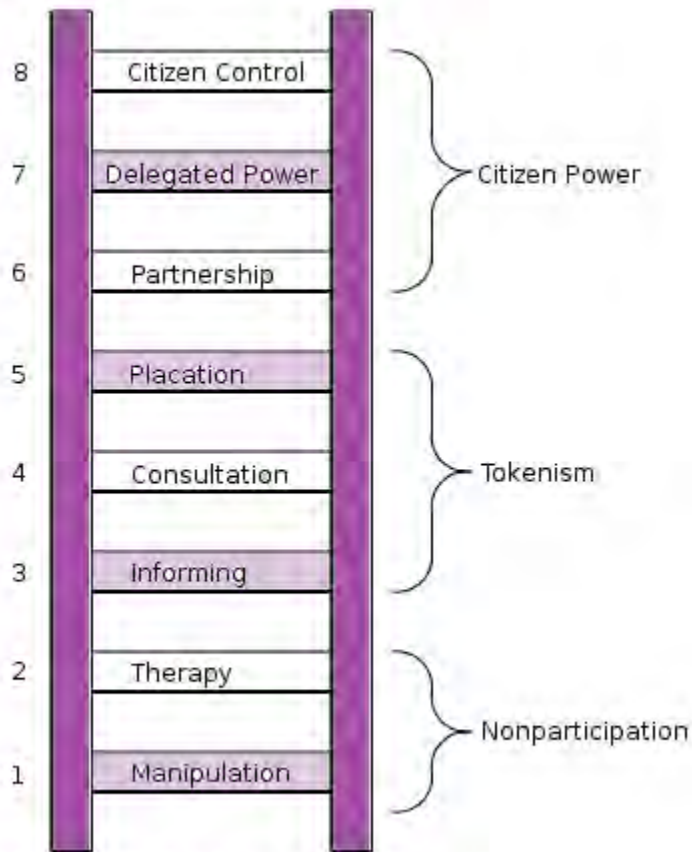 8 Citizen Control
7 Delegated Power Citizen Power
6 Partnership
5 Placation
4 Consultation Tokenism
3 Informing
2 Therapy
Nonparticipation
1 Manipulation